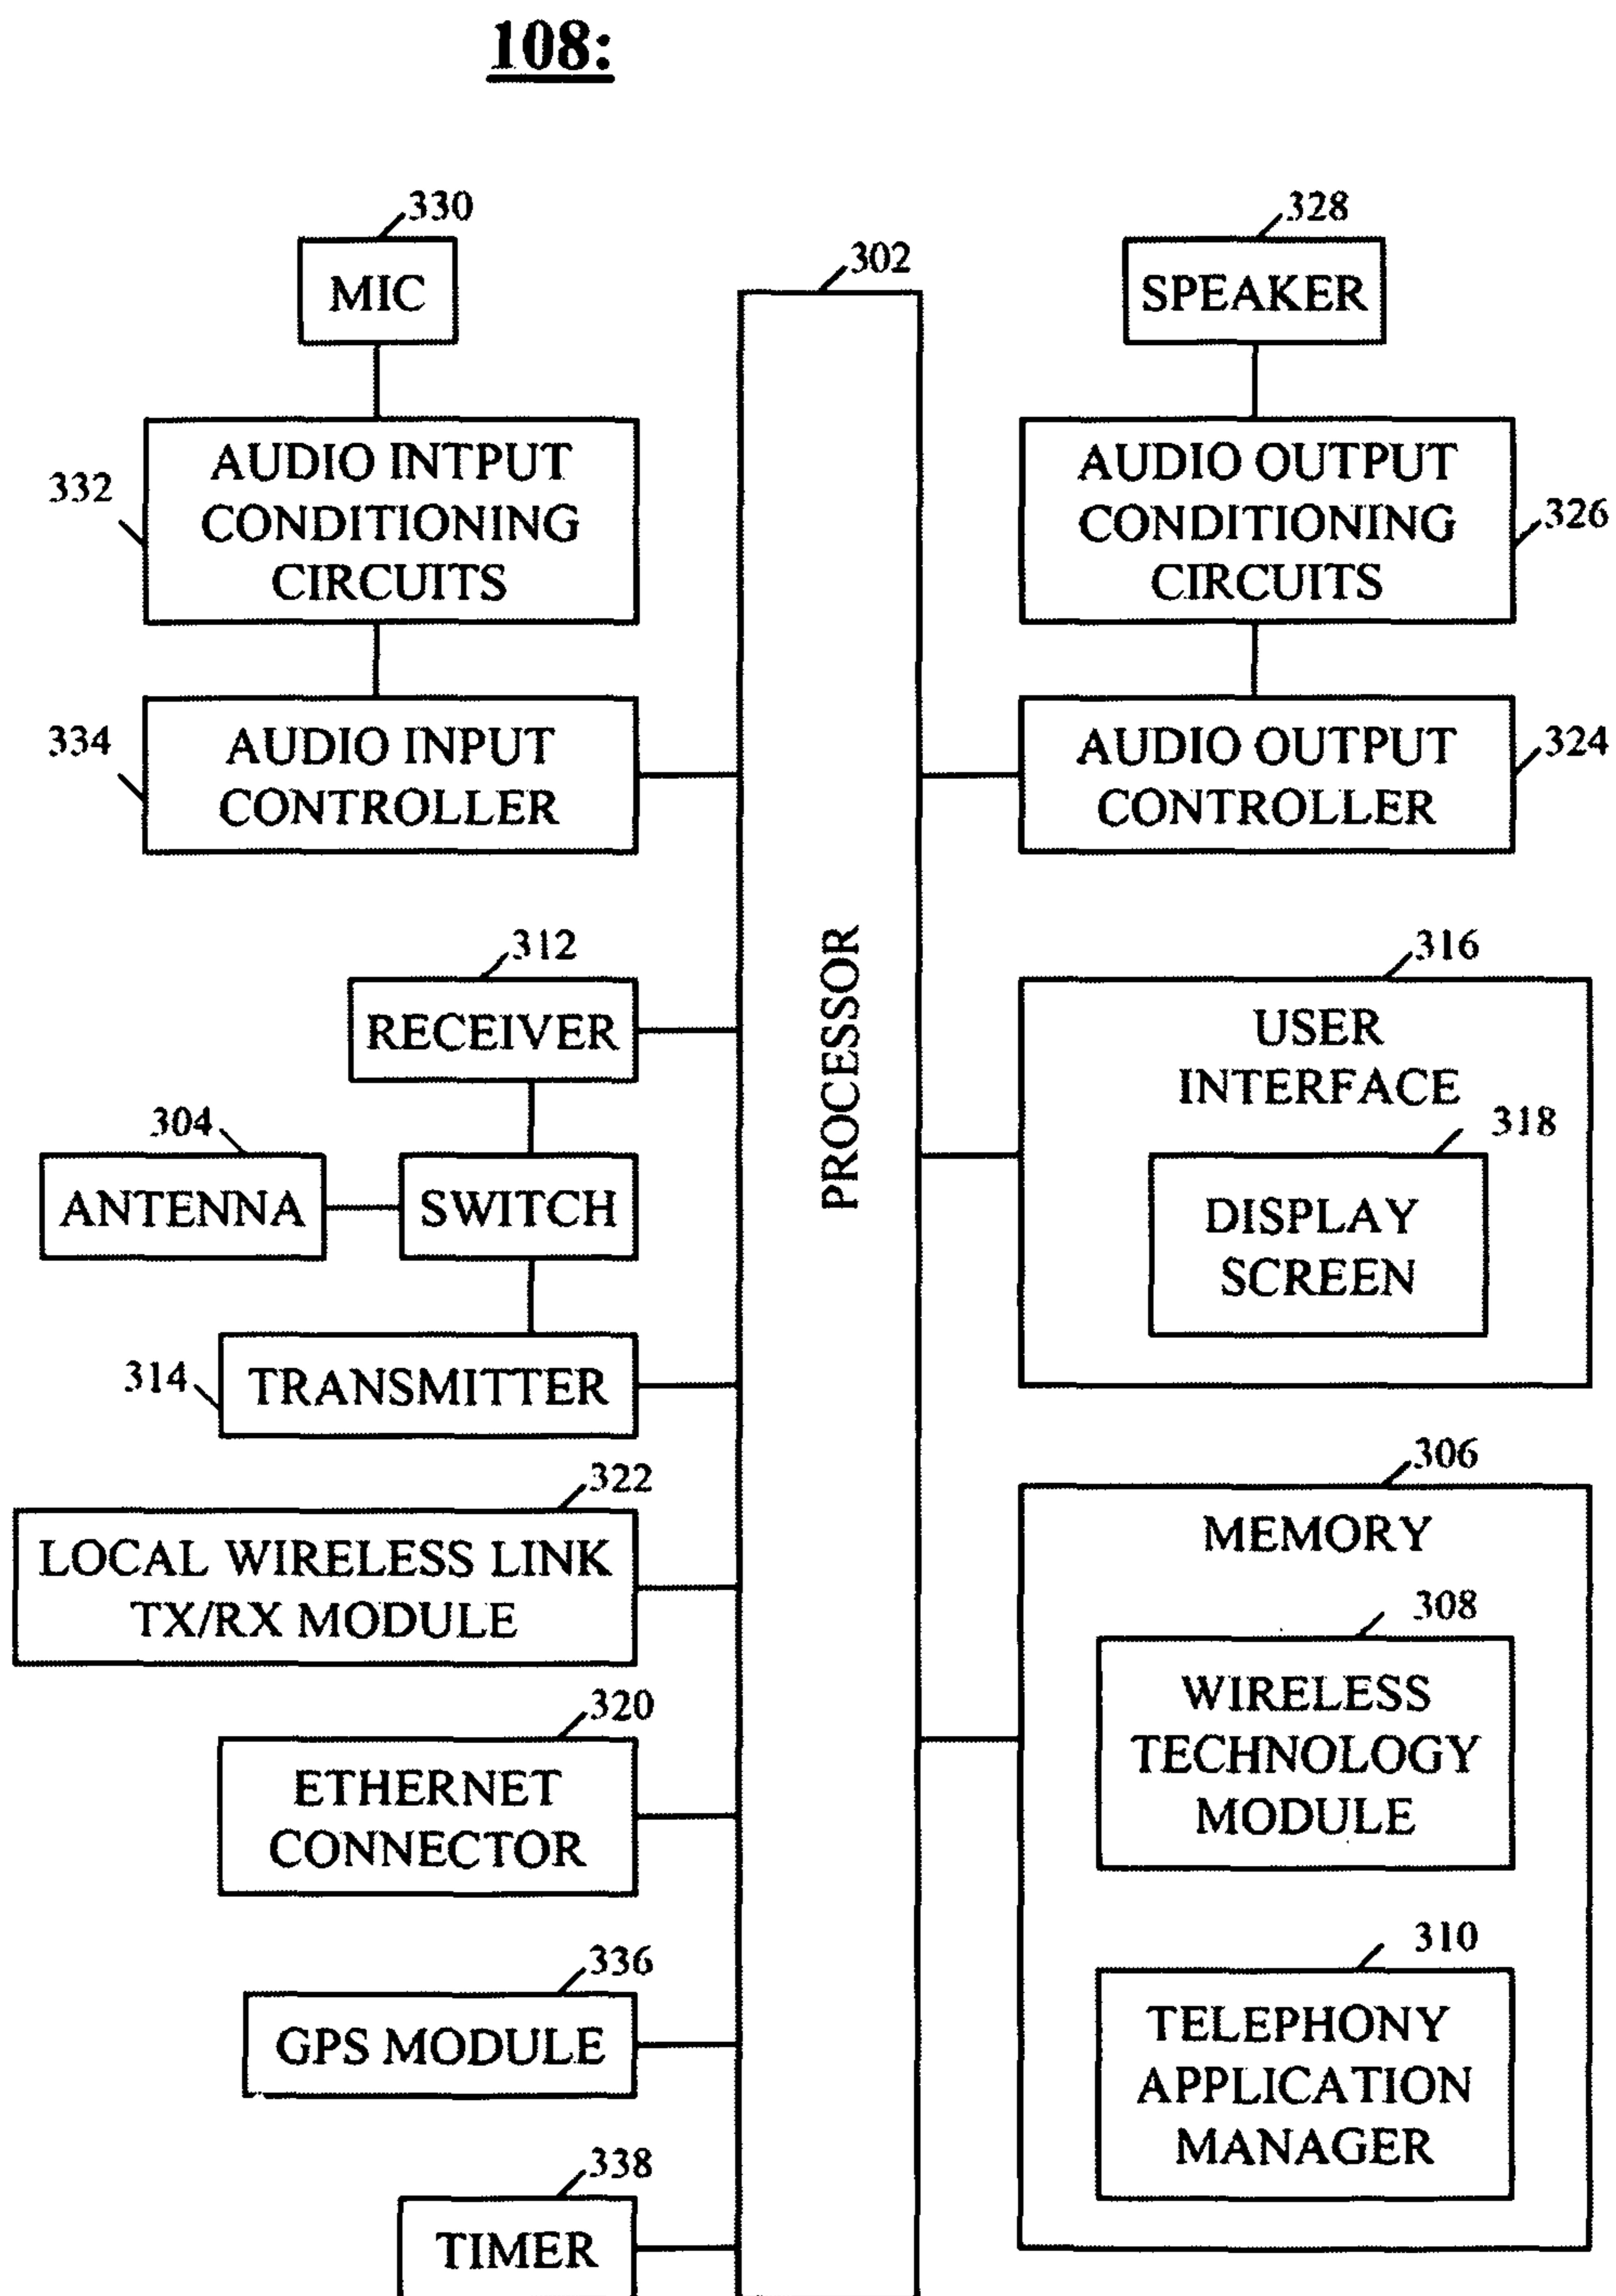 108:
330
MIC
328
SPEAKER
302
PROCESSOR
332
AUDIO INTPUT
CONDITIONING
CIRCUITS
AUDIO OUTPUT
CONDITIONING
CIRCUITS
326
334
AUDIO INPUT
CONTROLLER
AUDIO OUTPUT
CONTROLLER
324
312
RECEIVER
304
ANTENNA
SWITCH
314
TRANSMITTER
316
USER
INTERFACE
318
DISPLAY
SCREEN
322
LOCAL WIRELESS LINK
TX/RX MODULE
320
ETHERNET
CONNECTOR
336
GPS MODULE
338
TIMER
306
MEMORY
308
WIRELESS
TECHNOLOGY
MODULE
310
TELEPHONY
APPLICATION
MANAGER